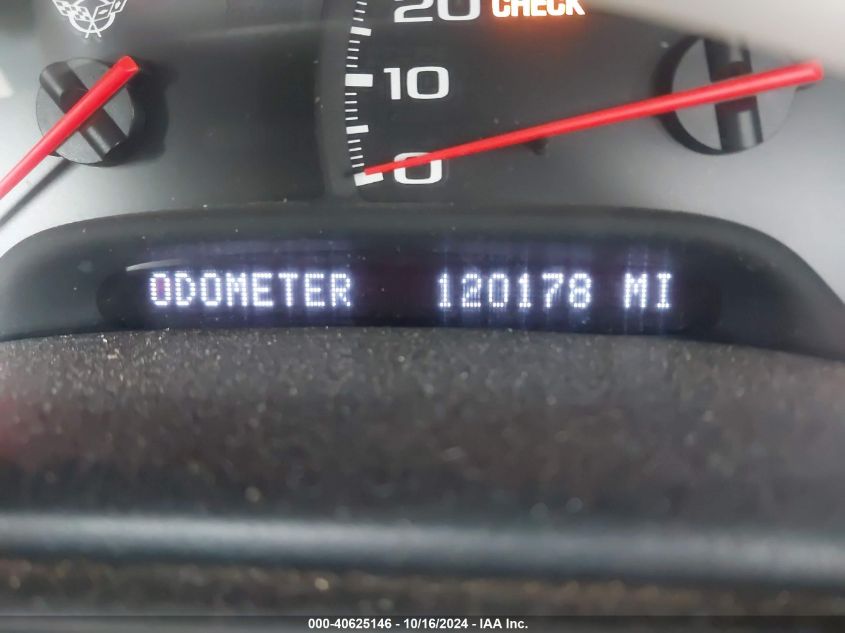 20 CHECK
10
0
ODOMETER 120178 MI
000-40625146 - 10/16/2024 - IAA Inc.